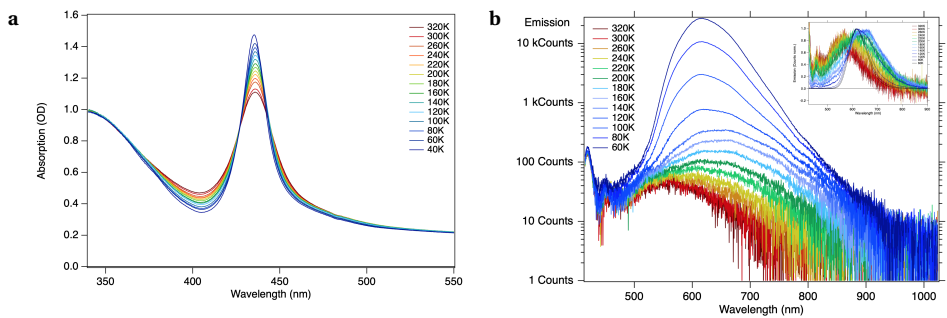 a
1.6
1.4
1.2
1.0
0.8
0.6
0.4
0.2
0.0
Absorption (OD)
350
400
450
500
550
Wavelength (nm)
320K
300K
260K
240K
220K
200K
180K
160K
140K
120K
100K
80K
60K
40K
b
Emission
10 kCounts
1 kCounts
100 Counts
10 Counts
1 Counts
500
600
700
800
900
1000
Wavelength (nm)
320K
300K
260K
240K
220K
200K
180K
160K
140K
120K
100K
80K
60K
Wavelength (nm)